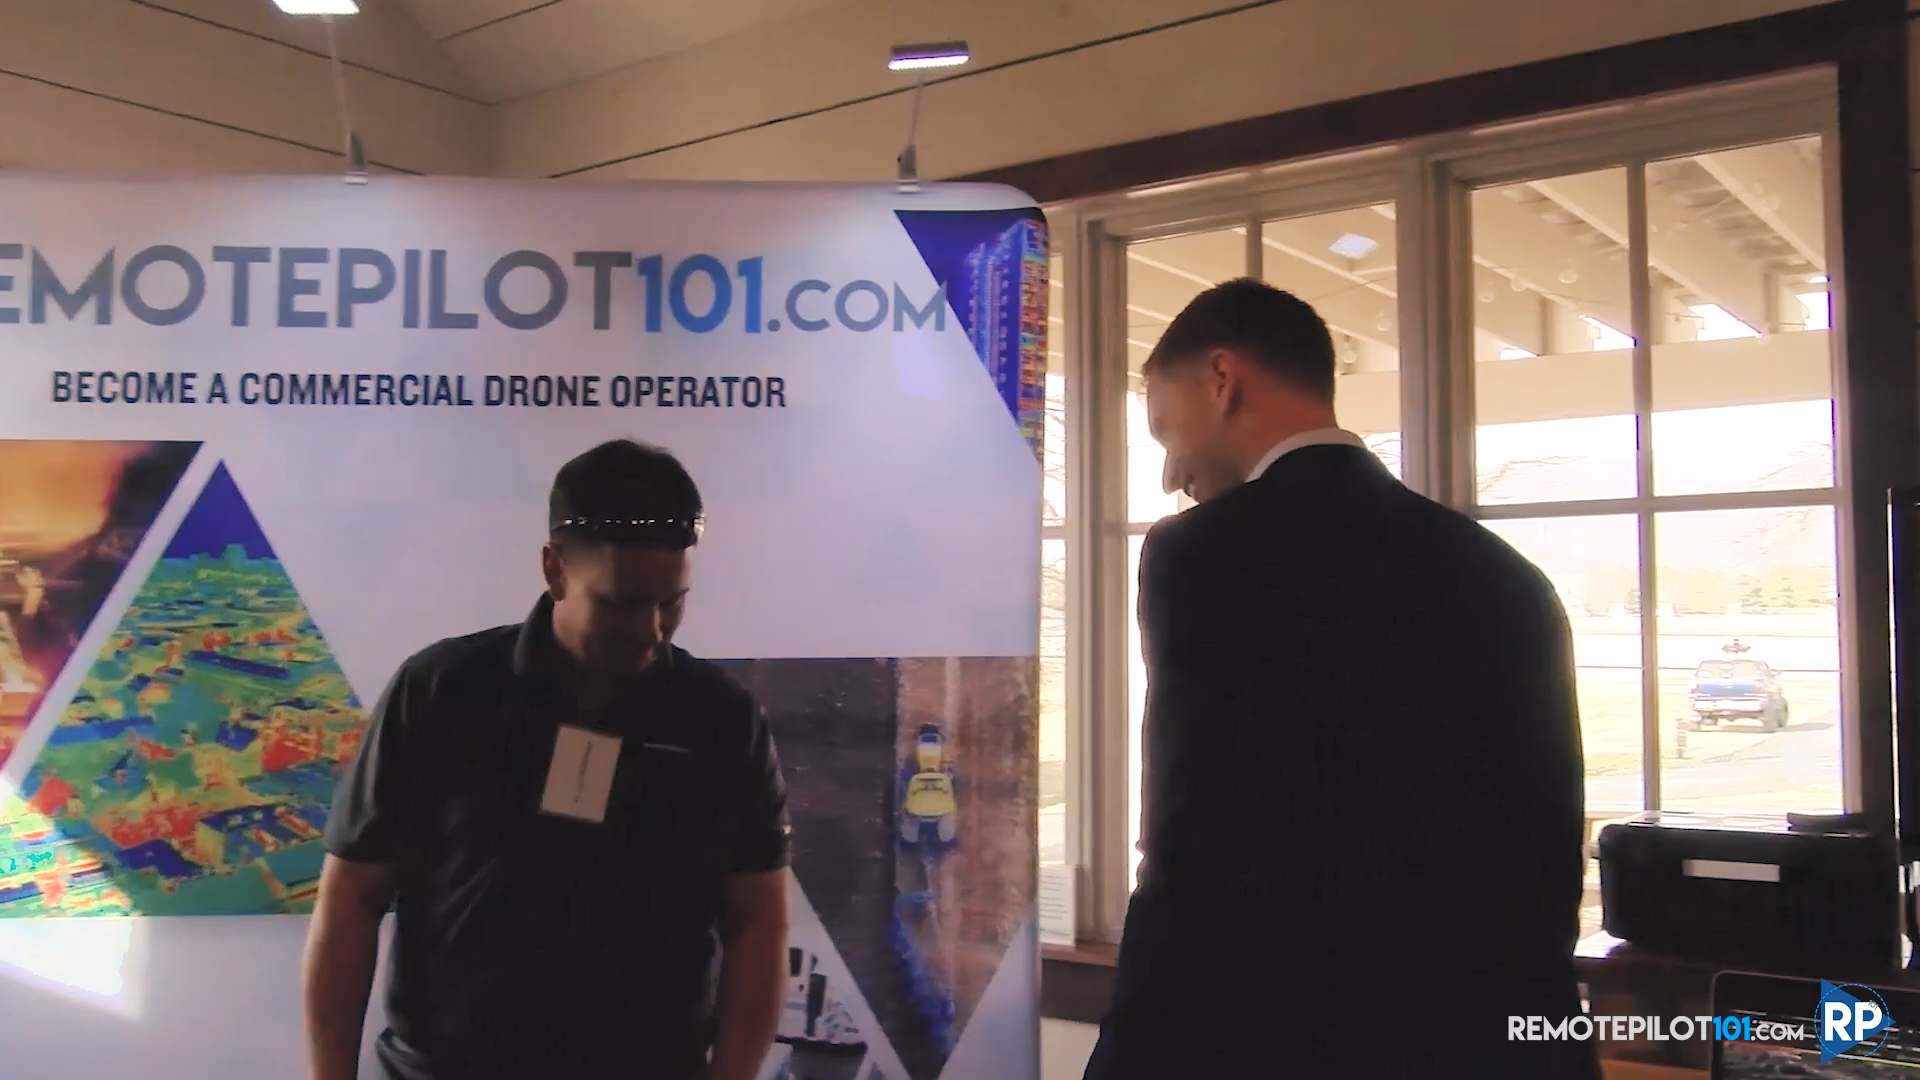 EMOTEPILOT101.COM
BECOME A COMMERCIAL DRONE OPERATOR
REMOTEPILOT101.COM
RP